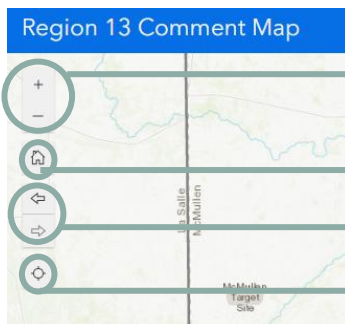 Region 13 Comment Map
+
−
La Salle
McMullen
McMullen
Target
Site